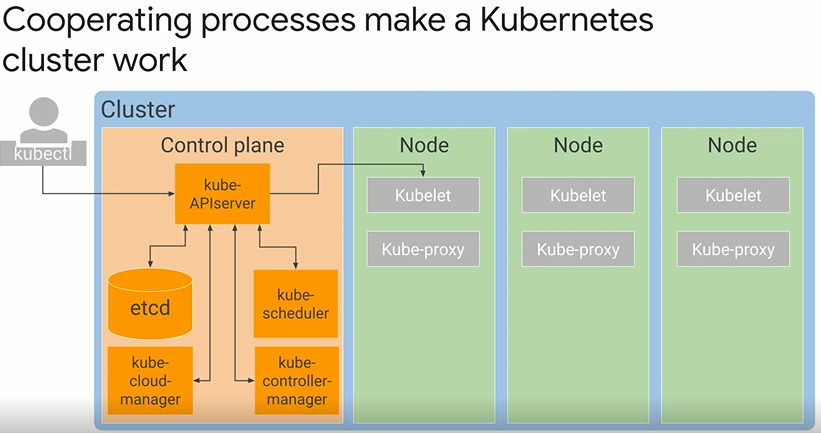 Cooperating processes make a Kubernetes
cluster work
kubectl
Cluster
Control plane
kube-
APIserver
etcd
kube-
scheduler
kube-
cloud-
manager
kube-
controller-
manager
Node
Kubelet
Kube-proxy
Node
Kubelet
Kube-proxy
Node
Kubelet
Kube-proxy